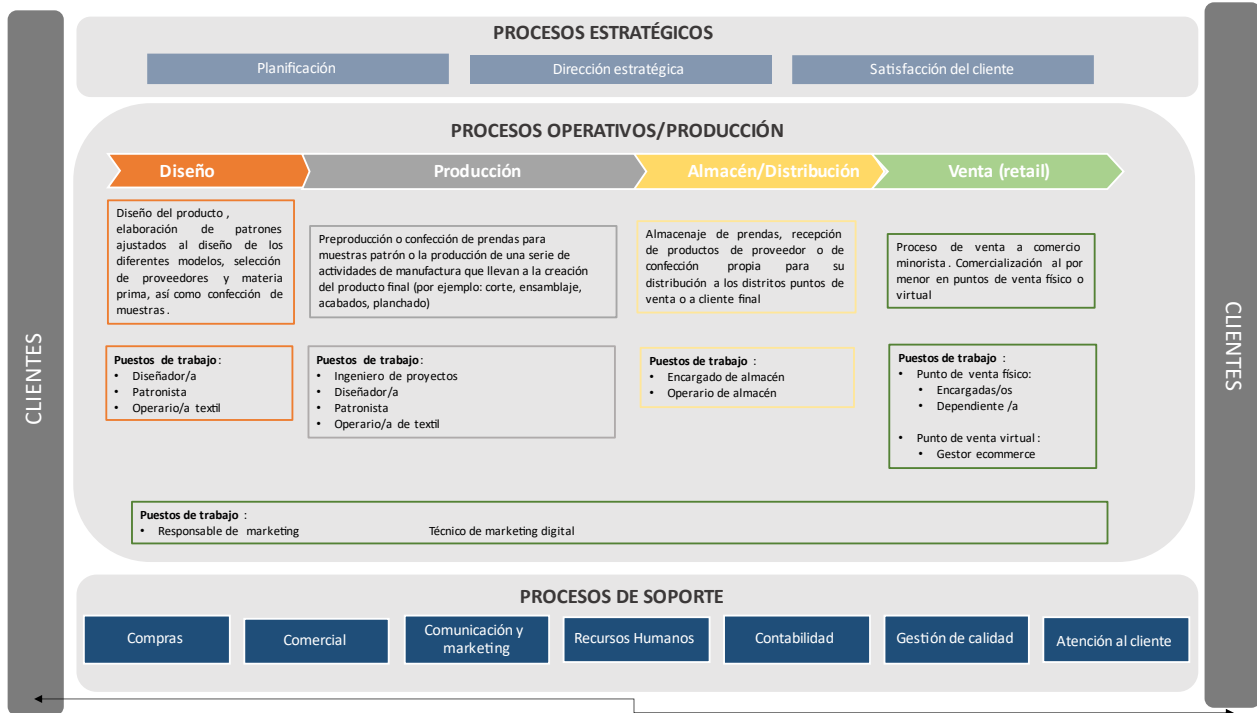 CLIENTES
PROCESOS ESTRATÉGICOS
Planificación
Dirección estratégica
Satisfacción del cliente
PROCESOS OPERATIVOS/PRODUCCIÓN
Diseño
Producción
Almacén/Distribución
Venta (retail)
Diseño del producto ,
elaboración de patrones
ajustados al diseño de los
diferentes modelos, selección
de proveedores y materia
prima, así como confección de
muestras .
Preproducción o confección de prendas para
muestras patrón o la producción de una serie de
actividades de manufactura que llevan a la creación
del producto final (por ejemplo: corte, ensamblaje,
acabados, planchado)
Almacenaje de prendas, recepción
de productos de proveedor o de
confección propia para su
distribución a los distritos puntos de
venta o a cliente final
Proceso de venta a comercio
minorista . Comercialización al por
menor en puntos de venta físico o
virtual
Puestos de trabajo :
• Diseñador/a
• Patronista
• Operario/a textil
Puestos de trabajo :
• Ingeniero de proyectos
• Diseñador/a
• Patronista
• Operario/a de textil
Puestos de trabajo :
• Encargado de almacén
• Operario de almacén
Puestos de trabajo :
• Punto de venta físico:
• Encargadas/os
• Dependiente /a
• Punto de venta virtual :
• Gestor ecommerce
Puestos de trabajo :
• Responsable de marketing Técnico de marketing digital
PROCESOS DE SOPORTE
Compras
Comercial
Comunicación y
marketing
Recursos Humanos
Contabilidad
Gestión de calidad
Atención al cliente
CLIENTES